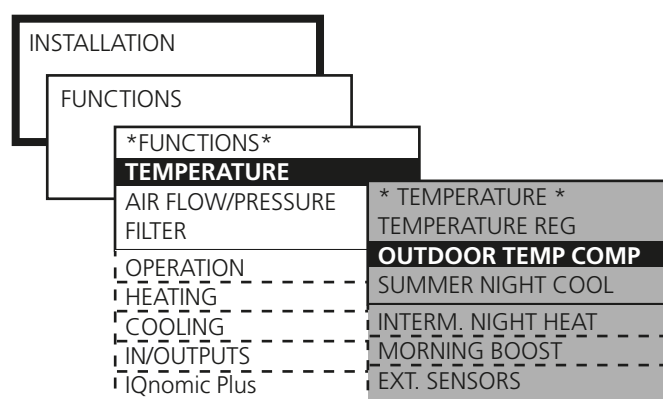 INSTALLATION
FUNCTIONS
*FUNCTIONS*
TEMPERATURE
AIR FLOW/PRESSURE
FILTER
OPERATION
HEATING
COOLING
IN/OUTPUTS
IQnomic Plus
* TEMPERATURE *
TEMPERATURE REG
OUTDOOR TEMP COMP
SUMMER NIGHT COOL
INTERM. NIGHT HEAT
MORNING BOOST
EXT. SENSORS